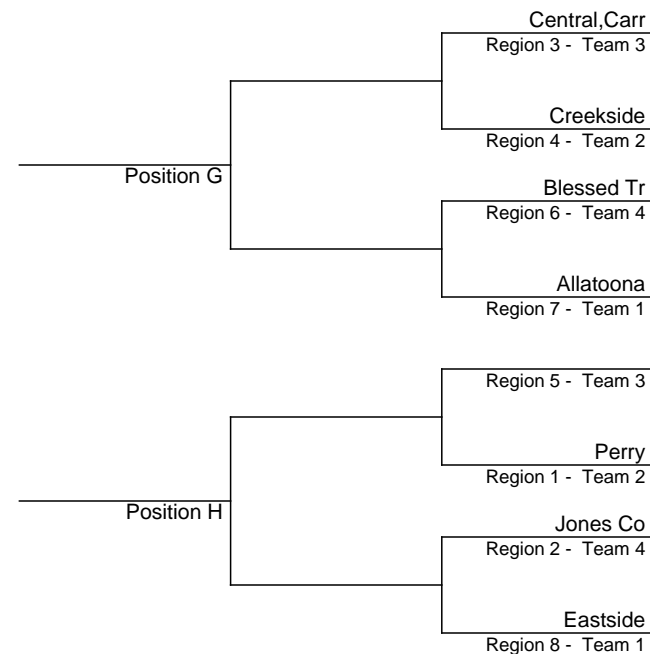 Central,Carr
Region 3 - Team 3
Creekside
Region 4 - Team 2
Position G
Blessed Tr
Region 6 - Team 4
Allatoona
Region 7 - Team 1
Region 5 - Team 3
Perry
Region 1 - Team 2
Position H
Jones Co
Region 2 - Team 4
Eastside
Region 8 - Team 1